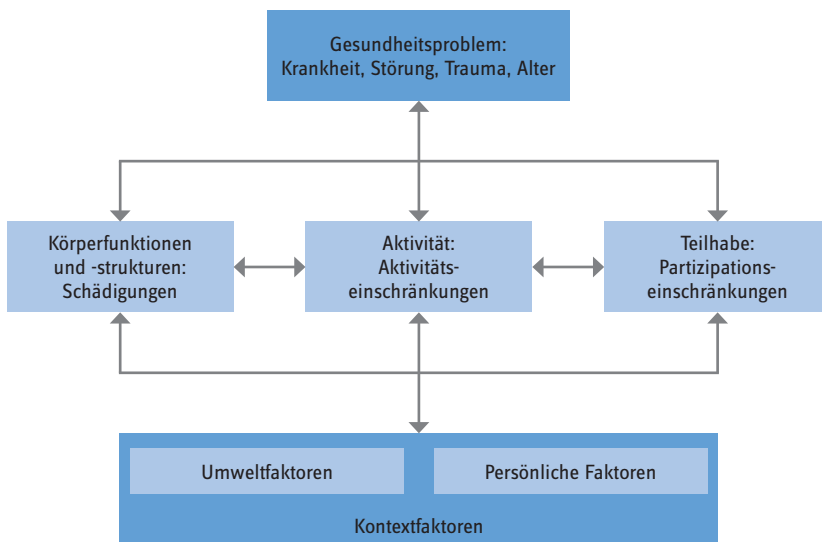 Gesundheitsproblem:
Krankheit, Störung, Trauma, Alter
Körperfunktionen
und -strukturen:
Schädigungen
Aktivität:
Aktivitäts-
einschränkungen
Teilhabe:
Partizipations-
einschränkungen
Umweltfaktoren
Persönliche Faktoren
Kontextfaktoren